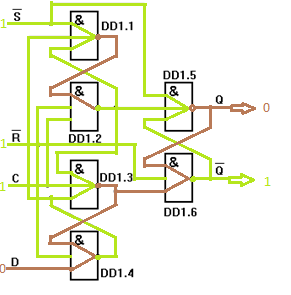 1 S̅ & DD1.1
& DD1.5 Q 0
DD1.2
1 R̅
& Q̅ 1
1 C & DD1.3
DD1.6
0 D &
DD1.4